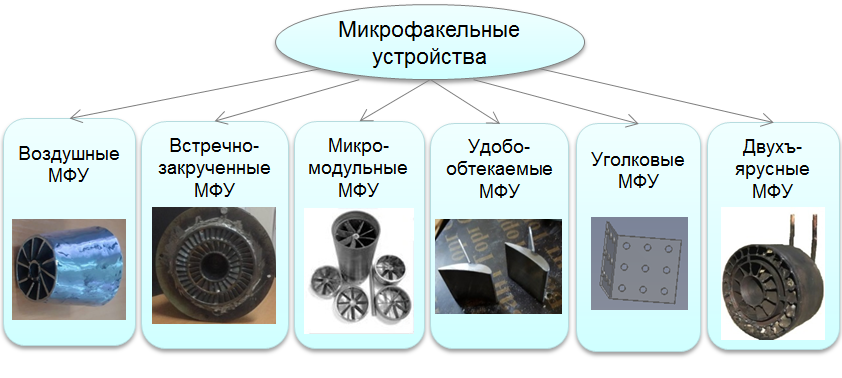 Микрофакельные
устройства
Воздушные
МФУ
Встречно-
закрученные
МФУ
Микро-
модульные
МФУ
Удобо-
обтекаемые
МФУ
Уголковые
МФУ
Двухъ-
ярусные
МФУ